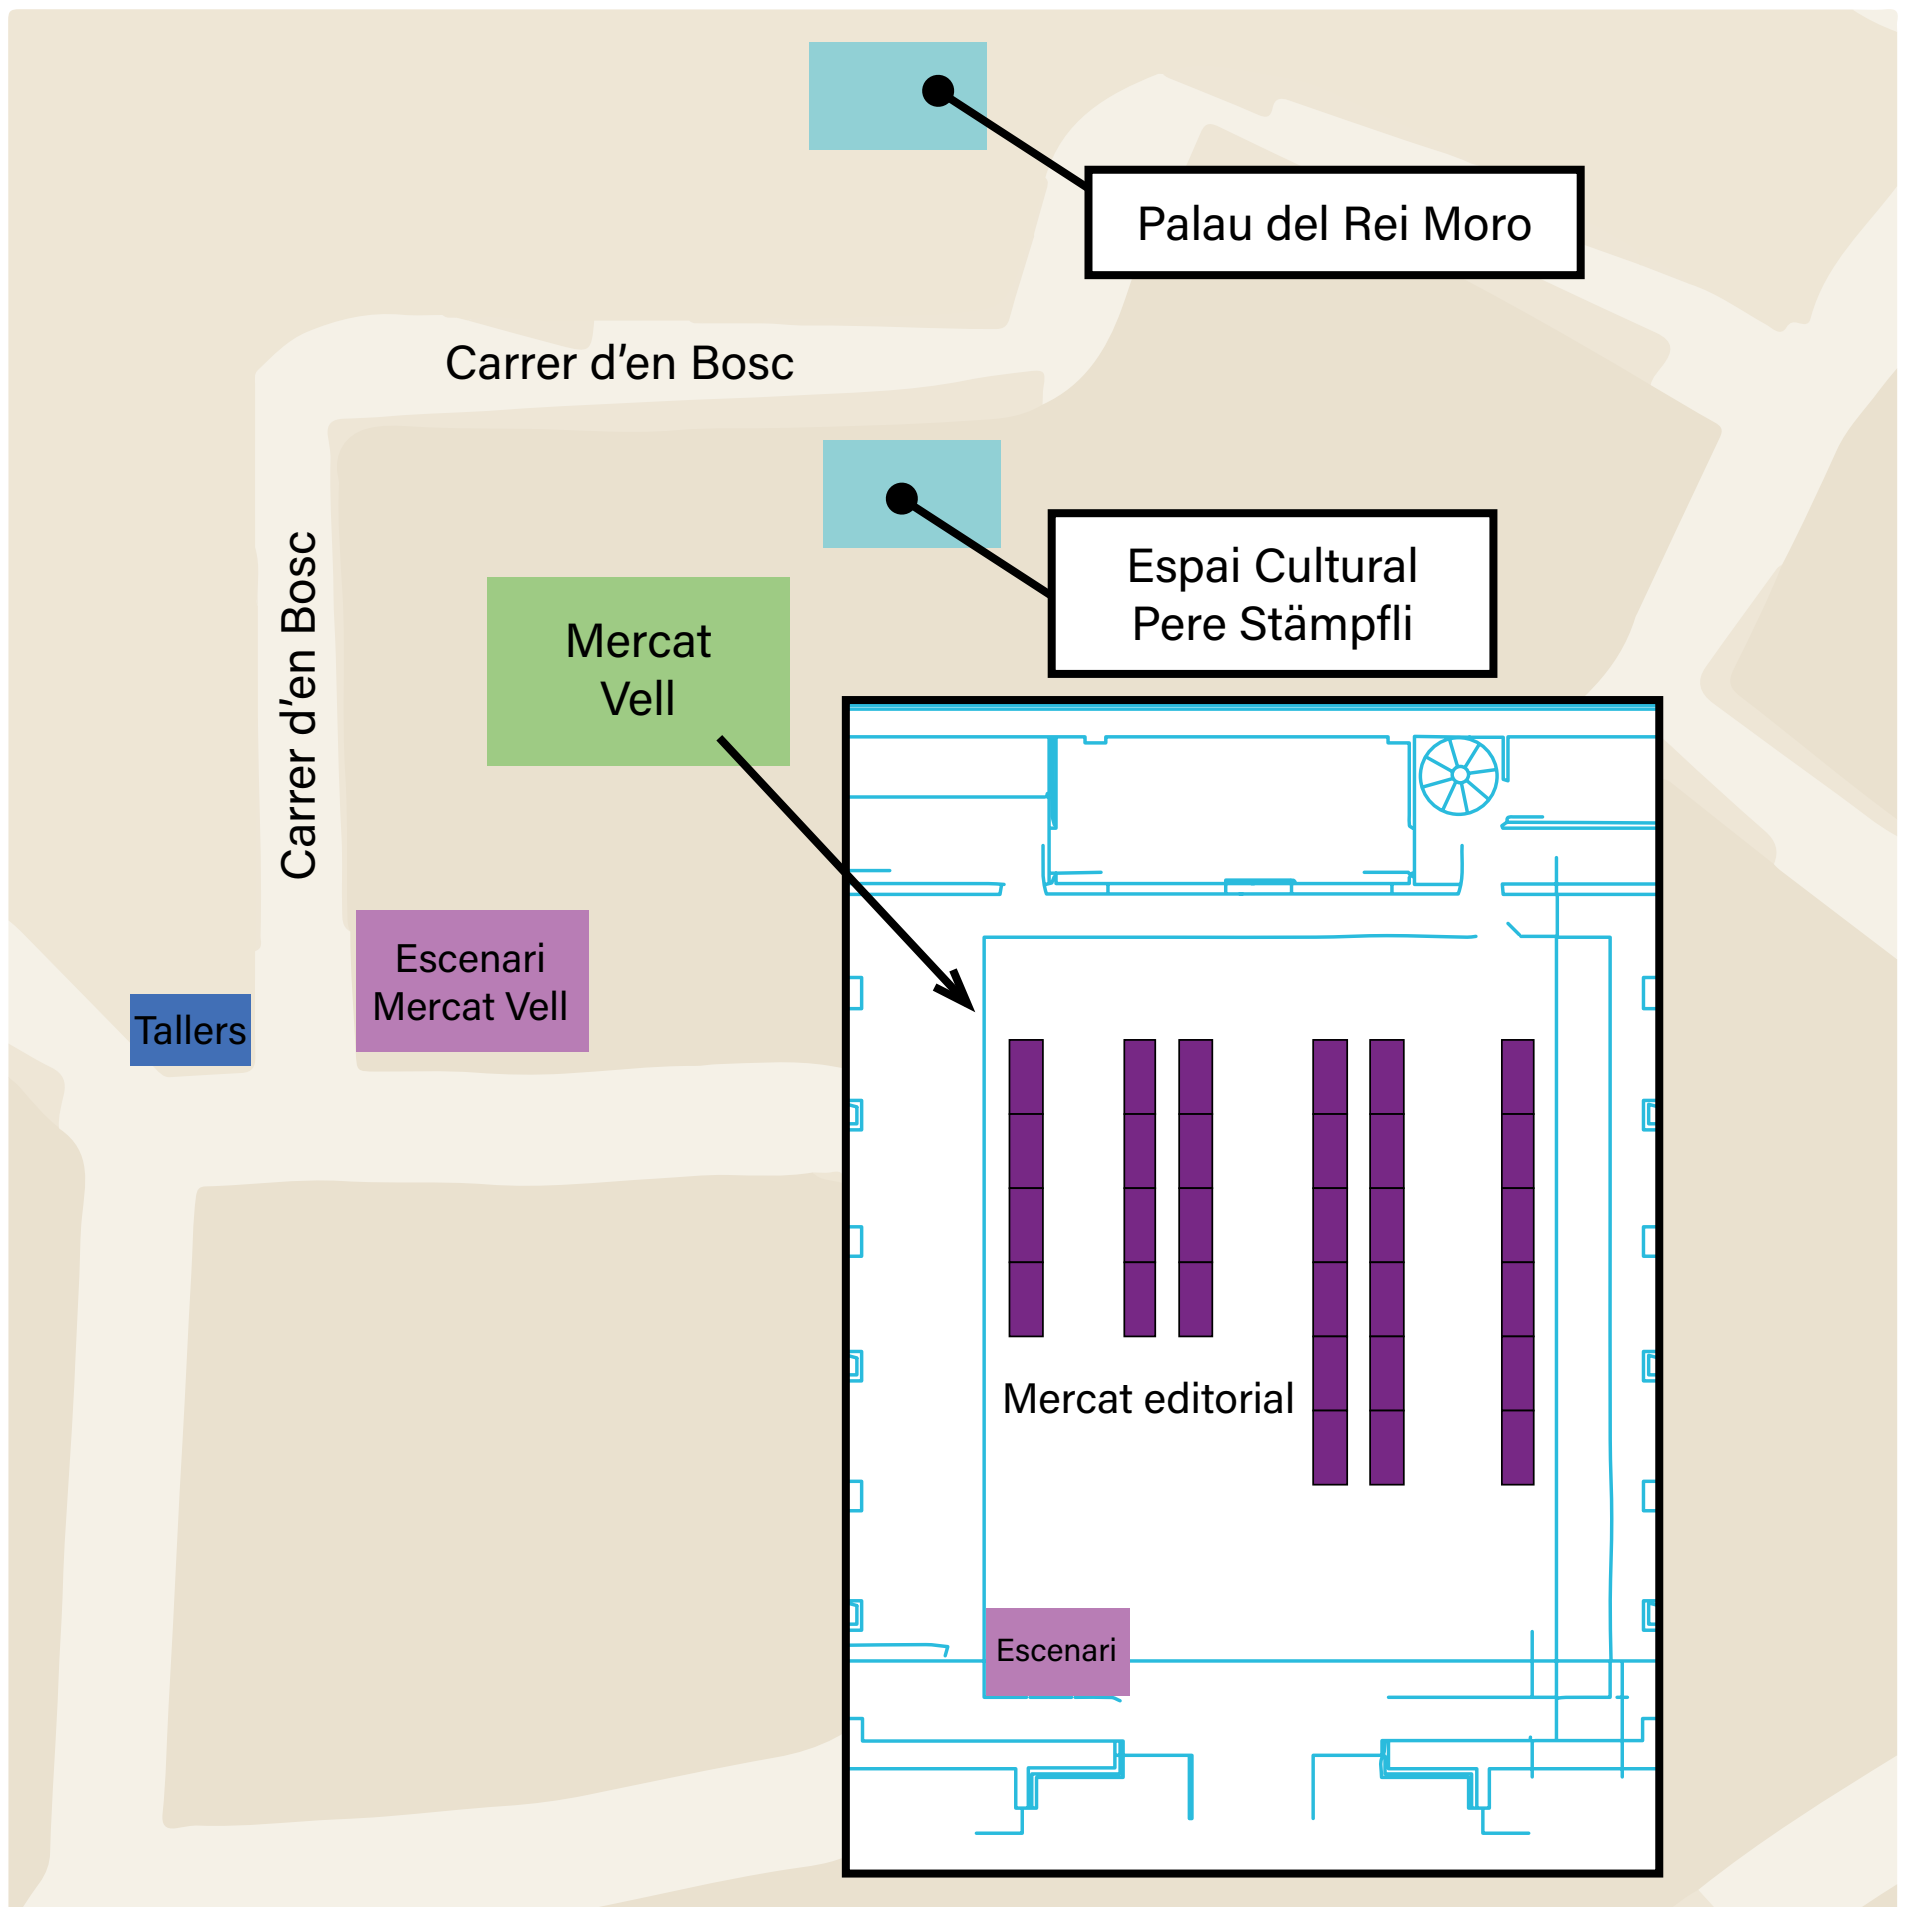 Palau del Rei Moro
Carrer d’en Bosc
Carrer d’en Bosc
Espai Cultural
Pere Stämpfli
Mercat
Vell
Escenari
Mercat Vell
Tallers
Mercat editorial
Escenari